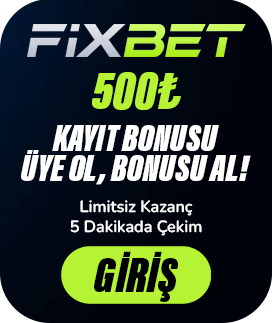 FiXBET
500₺
KAYIT BONUSU
ÜYE OL, BONUSU AL!
Limitsiz Kazanç
5 Dakikada Çekim
GİRİŞ